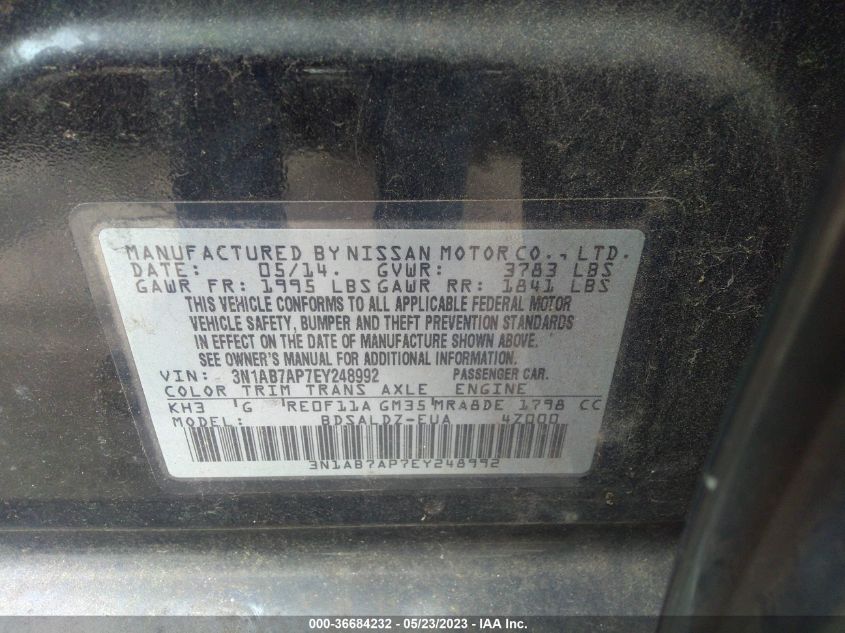 MANUFACTURED BY NISSAN MOTOR CO., LTD.
DATE: 05/14. GVWR: 3783 LBS
GAWR FR: 1995 LBS GAWR RR: 1841 LBS
THIS VEHICLE CONFORMS TO ALL APPLICABLE FEDERAL MOTOR
VEHICLE SAFETY, BUMPER AND THEFT PREVENTION STANDARDS
IN EFFECT ON THE DATE OF MANUFACTURE SHOWN ABOVE.
SEE OWNER'S MANUAL FOR ADDITIONAL INFORMATION.
VIN: 3N1AB7AP7EY248992 PASSENGER CAR.
COLOR TRIM TRANS AXLE ENGINE
KH3 G RE0F11A GM35 MRA8DE 1798 CC
MODEL: BDSALDZ-EUA 4Z000
3N1AB7AP7EY248992
000-36684232 - 05/23/2023 - IAA Inc.